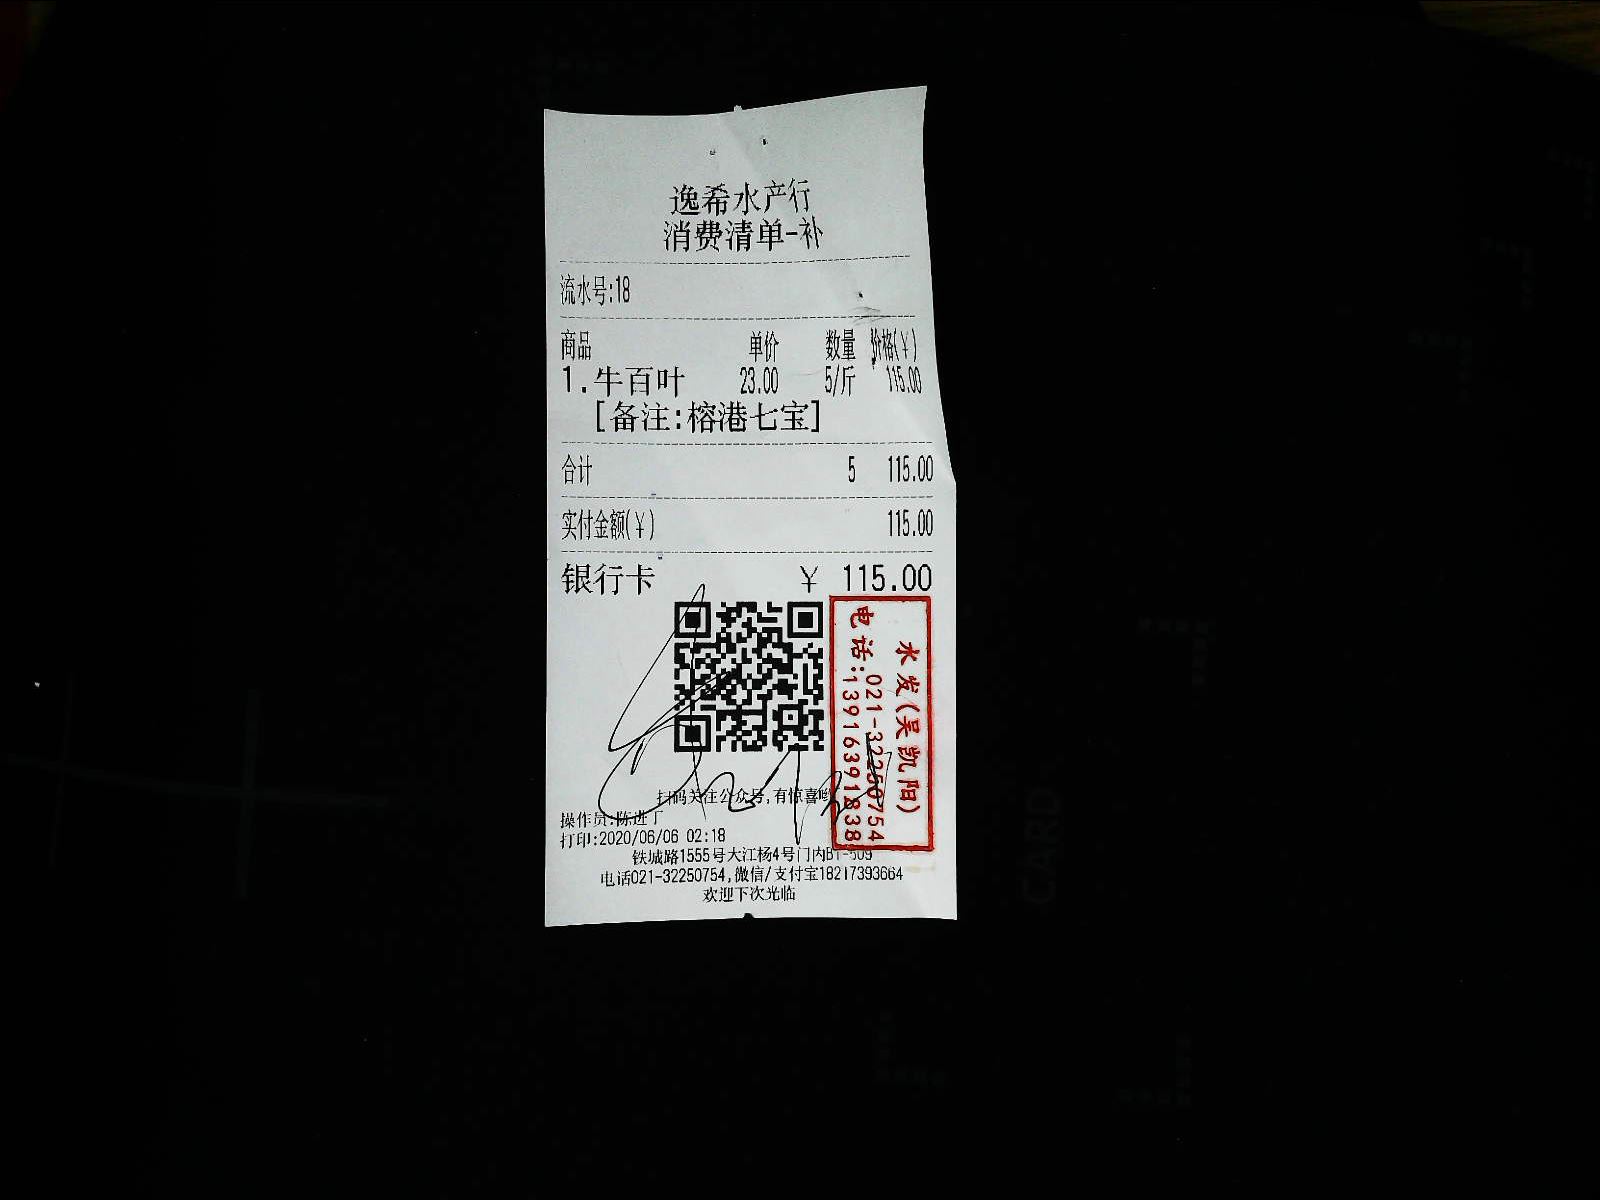 逸希水产行
消费清单-补
流水号:18
商品 单价 数量 价格(¥)
1.牛百叶 23.00 5/斤 115.00
[备注:榕港七宝]
合计 5 115.00
实付金额(¥) 115.00
银行卡 ¥ 115.00
水发(吴凯阳)
电话:021-32250754
13916391838
扫码关注公众号,有惊喜哟
操作员:陈进丁
打印:2020/06/06 02:18
铁城路1555号大江杨4号门内B1-509
电话021-32250754,微信/支付宝18217393664
欢迎下次光临
CARD